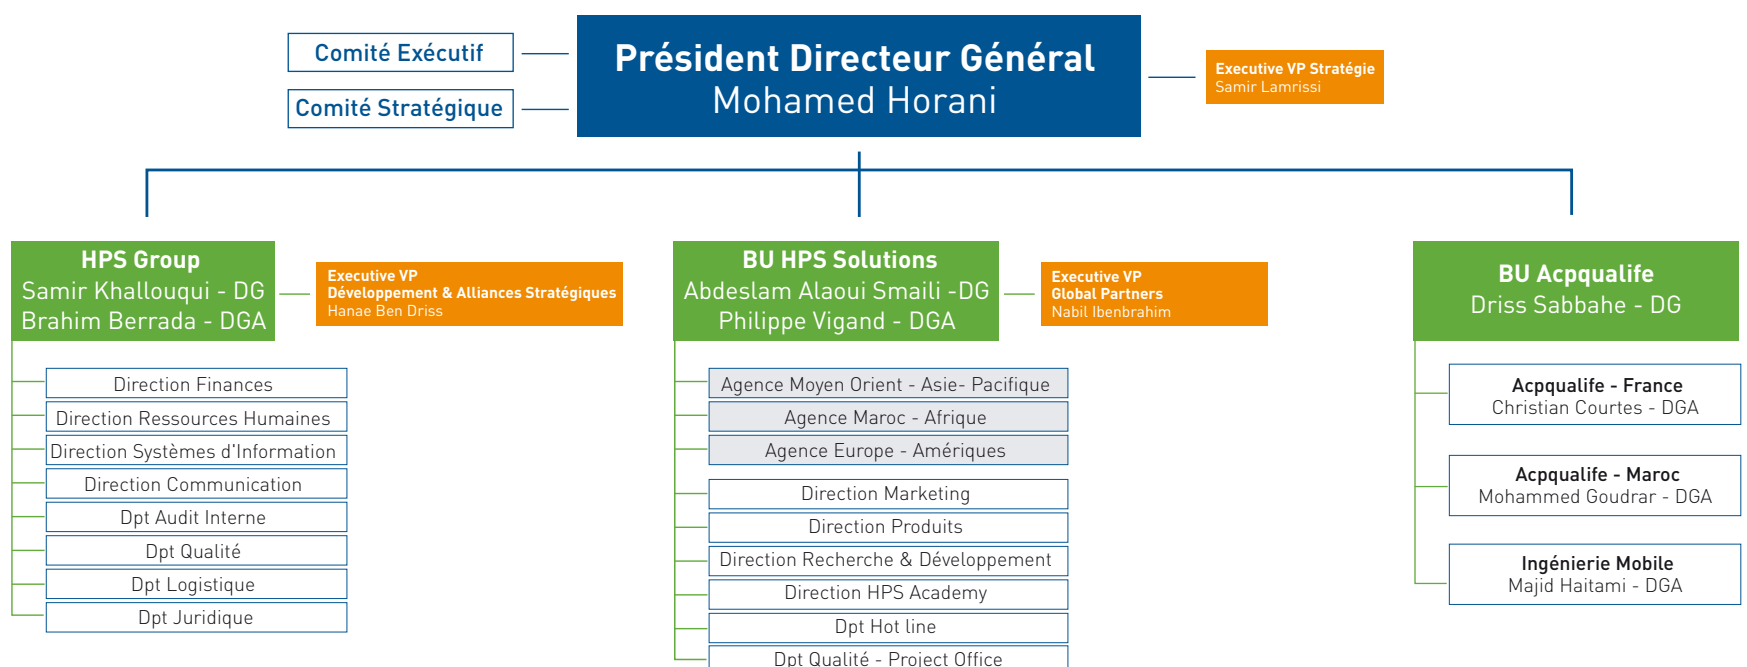 Comité Exécutif
Comité Stratégique
Président Directeur Général
Mohamed Horani
Executive VP Stratégie
Samir Lamrissi
HPS Group
Samir Khallouqui - DG
Brahim Berrada - DGA
Executive VP
Développement & Alliances Stratégiques
Hanae Ben Driss
Direction Finances
Direction Ressources Humaines
Direction Systèmes d'Information
Direction Communication
Dpt Audit Interne
Dpt Qualité
Dpt Logistique
Dpt Juridique
BU HPS Solutions
Abdeslam Alaoui Smaili -DG
Philippe Vigand - DGA
Executive VP
Global Partners
Nabil Ibenbrahim
Agence Moyen Orient - Asie- Pacifique
Agence Maroc - Afrique
Agence Europe - Amériques
Direction Marketing
Direction Produits
Direction Recherche & Développement
Direction HPS Academy
Dpt Hot line
Dpt Qualité - Project Office
BU Acpqualife
Driss Sabbahe - DG
Acpqualife - France
Christian Courtes - DGA
Acpqualife - Maroc
Mohammed Goudrar - DGA
Ingénierie Mobile
Majid Haitami - DGA